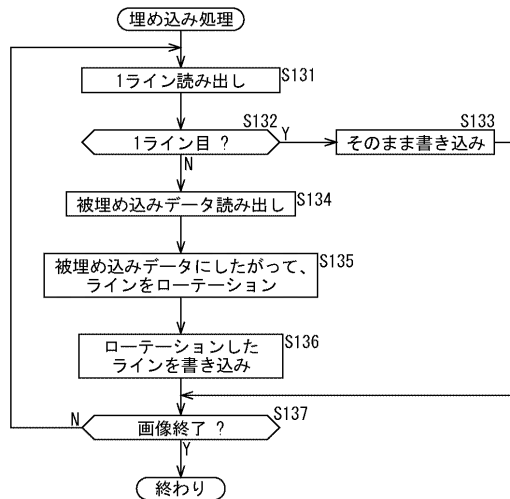 埋め込み処理
1ライン読み出し
S131
1ライン目 ?
S132
Y
N
そのまま書き込み
S133
被埋め込みデータ読み出し
S134
被埋め込みデータにしたがって、
ラインをローテーション
S135
ローテーションした
ラインを書き込み
S136
画像終了 ?
S137
N
Y
終わり